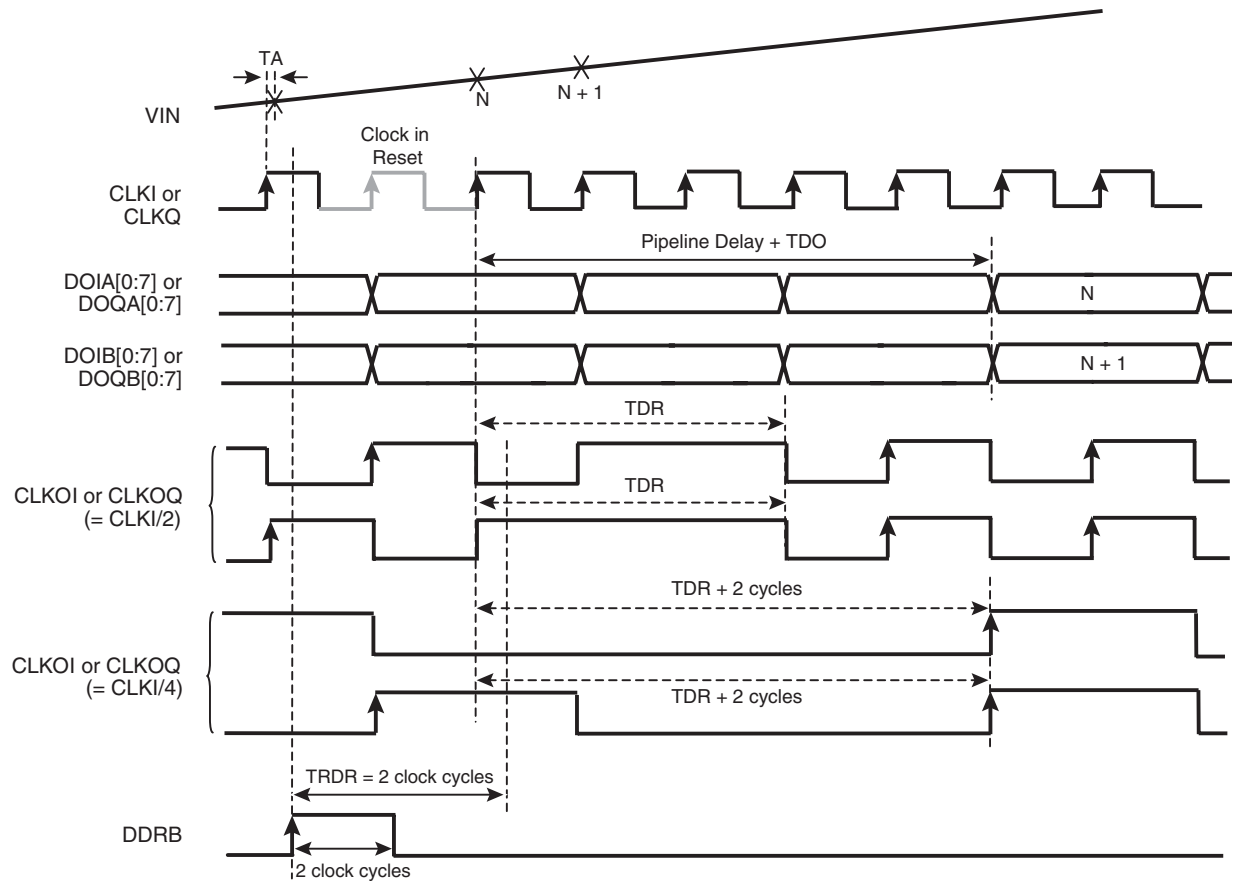 TA
VIN
N
N + 1
Clock in
Reset
CLKI or
CLKQ
Pipeline Delay + TDO
DOIA[0:7] or
DOQA[0:7]
N
DOIB[0:7] or
DOQB[0:7]
N + 1
TDR
CLKOI or CLKOQ
(= CLKI/2)
TDR
TDR + 2 cycles
CLKOI or CLKOQ
(= CLKI/4)
TDR + 2 cycles
TRDR = 2 clock cycles
DDRB
2 clock cycles